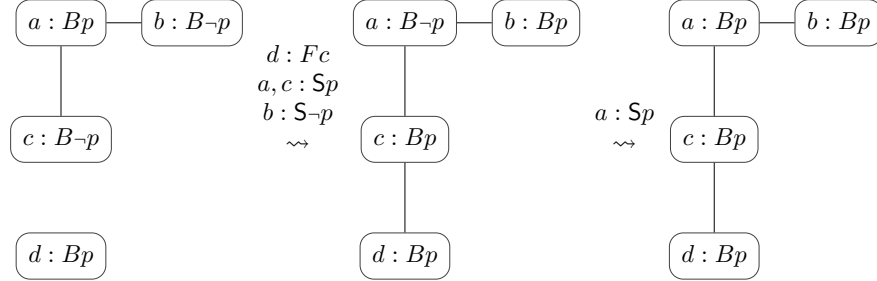 a : Bp b : B¬p
c : B¬p
d : Bp
d : Fc
a, c : Sp
b : S¬p
⇝
a : B¬p b : Bp
c : Bp
d : Bp
a : Sp
⇝
a : Bp b : Bp
c : Bp
d : Bp